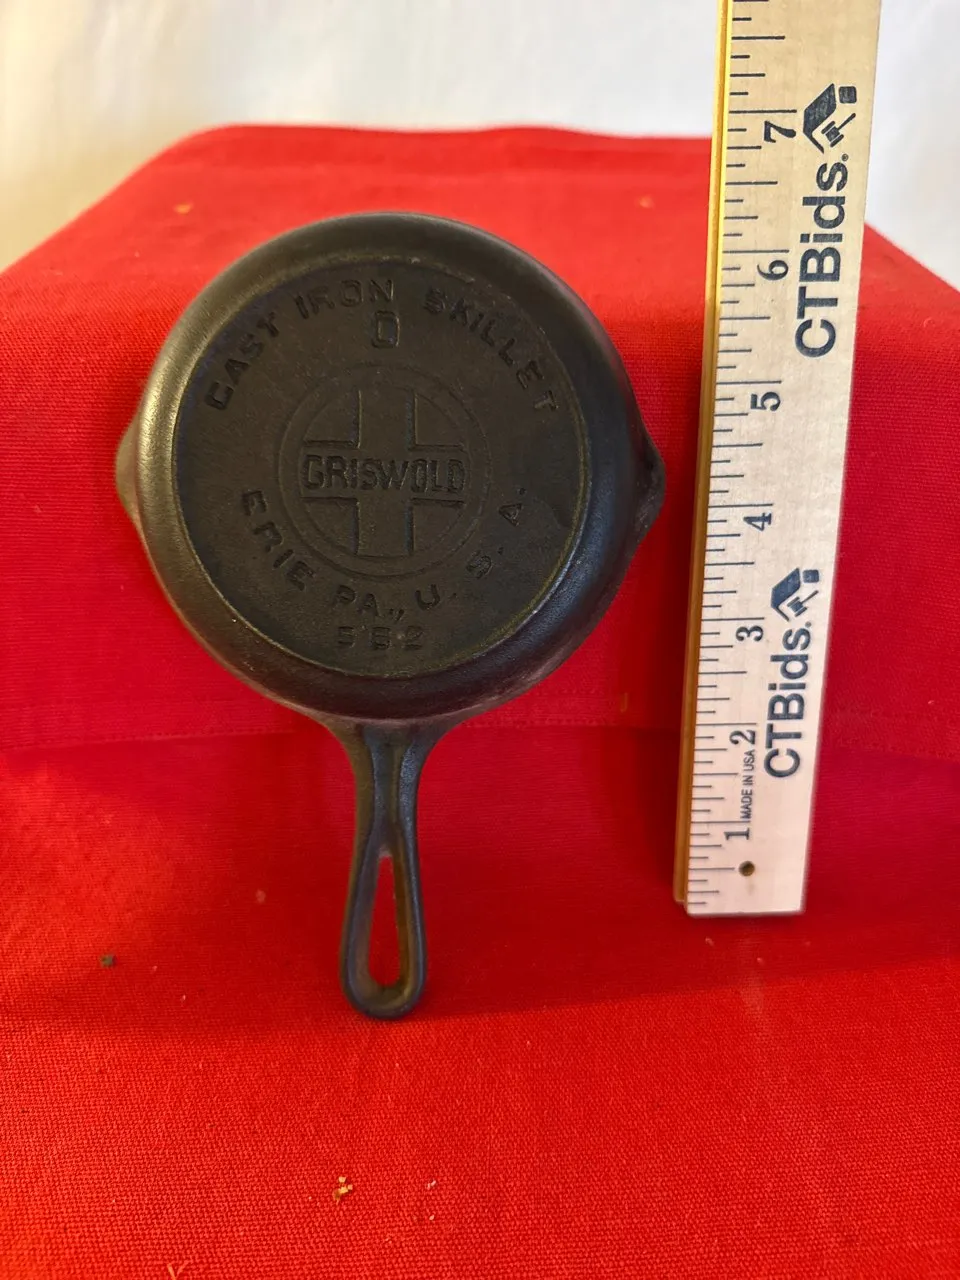 CAST IRON SKILLET
0
GRISWOLD
ERIE PA., U. S. A.
562
7
CTBids.
6
5
4
3
CTBids.
2
MADE IN USA
1